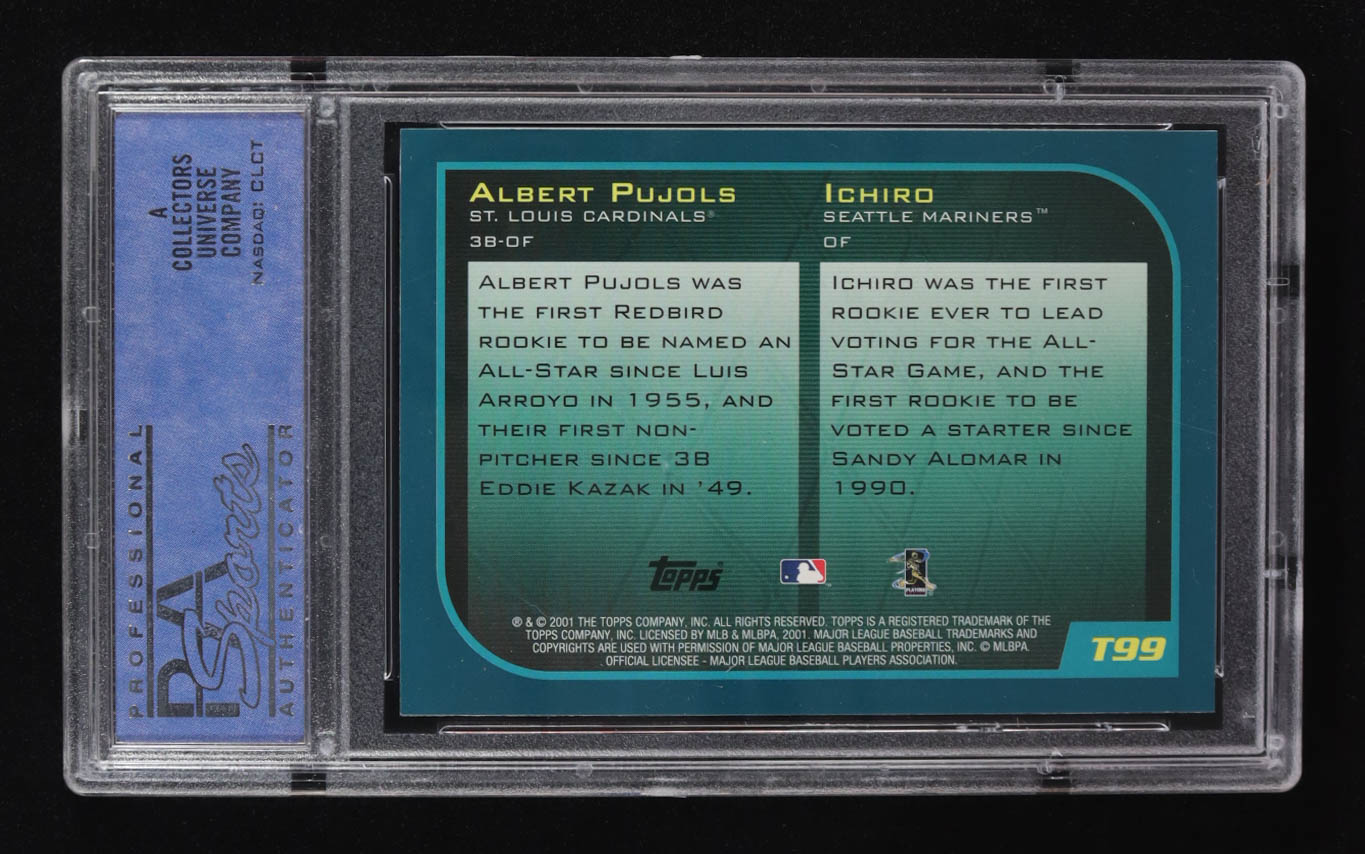 A
COLLECTORS
UNIVERSE
COMPANY
NASDAQ: CLCT
PROFESSIONAL
PSA
Sports
AUTHENTICATOR
ALBERT PUJOLS
ST. LOUIS CARDINALS®
3B-OF
ALBERT PUJOLS WAS
THE FIRST REDBIRD
ROOKIE TO BE NAMED AN
ALL-STAR SINCE LUIS
ARROYO IN 1955, AND
THEIR FIRST NON-
PITCHER SINCE 3B
EDDIE KAZAK IN '49.
ICHIRO
SEATTLE MARINERS™
OF
ICHIRO WAS THE FIRST
ROOKIE EVER TO LEAD
VOTING FOR THE ALL-
STAR GAME, AND THE
FIRST ROOKIE TO BE
VOTED A STARTER SINCE
SANDY ALOMAR IN
1990.
TOPPS®
® & © 2001 THE TOPPS COMPANY, INC. ALL RIGHTS RESERVED. TOPPS IS A REGISTERED TRADEMARK OF THE
TOPPS COMPANY, INC. LICENSED BY MLB & MLBPA, 2001. MAJOR LEAGUE BASEBALL TRADEMARKS AND
COPYRIGHTS ARE USED WITH PERMISSION OF MAJOR LEAGUE BASEBALL PROPERTIES, INC. © MLBPA.
OFFICIAL LICENSEE - MAJOR LEAGUE BASEBALL PLAYERS ASSOCIATION.
T99